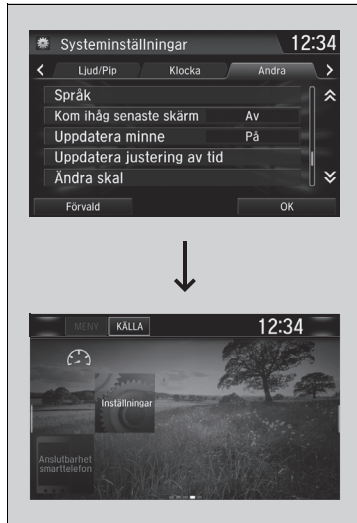 Systeminställningar 12:34
Ljud/Pip Klocka Andra
Språk
Kom ihåg senaste skärm Av
Uppdatera minne På
Uppdatera justering av tid
Ändra skal
Förvald OK
MENY KÄLLA 12:34
Inställningar
Anslutbarhet
smarttelefon